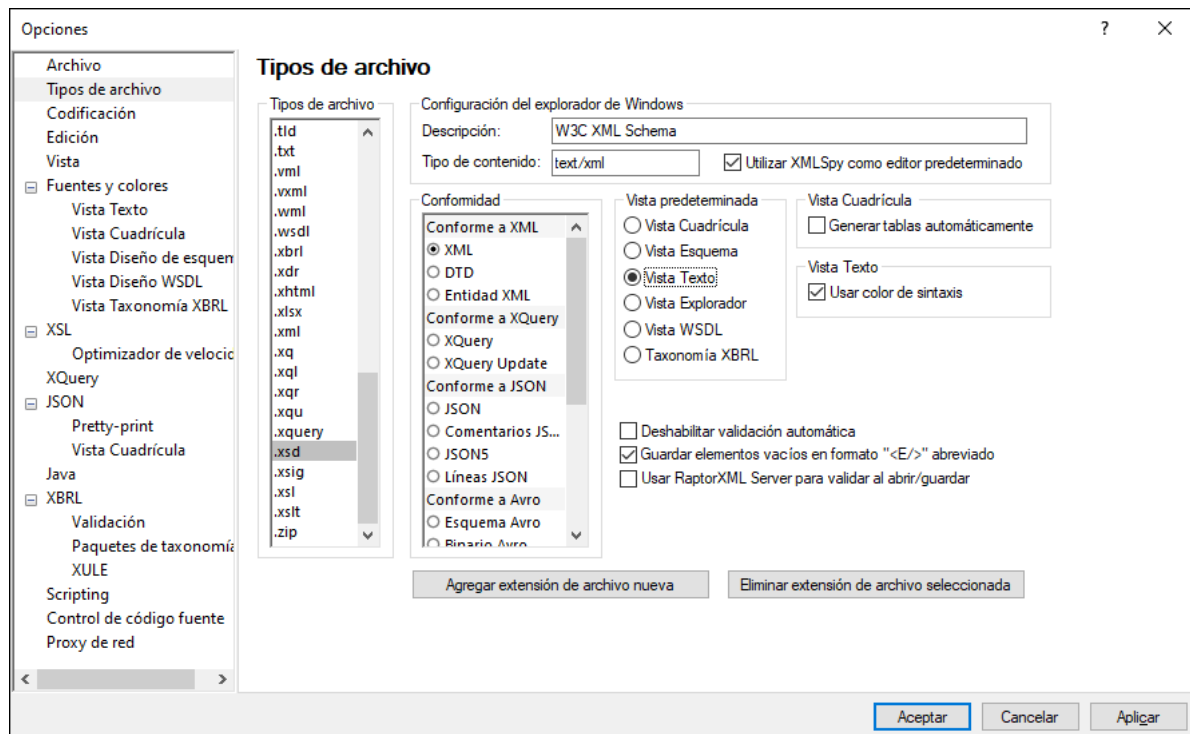 Opciones
?
Archivo
Tipos de archivo
Codificación
Edición
Vista
Fuentes y colores
Vista Texto
Vista Cuadrícula
Vista Diseño de esquem
Vista Diseño WSDL
Vista Taxonomía XBRL
XSL
Optimizador de velocid
XQuery
JSON
Pretty-print
Vista Cuadrícula
Java
XBRL
Validación
Paquetes de taxonomía
XULE
Scripting
Control de código fuente
Proxy de red
Tipos de archivo
Tipos de archivo
.tld
.txt
.vml
.vxml
.wml
.wsdl
.xbrl
.xdr
.xhtml
.xlsx
.xml
.xq
.xql
.xqr
.xqu
.xquery
.xsd
.xsig
.xsl
.xslt
.zip
Configuración del explorador de Windows
Descripción: W3C XML Schema
Tipo de contenido: text/xml Utilizar XMLSpy como editor predeterminado
Conformidad
Conforme a XML
XML
DTD
Entidad XML
Conforme a XQuery
XQuery
XQuery Update
Conforme a JSON
JSON
Comentarios JS...
JSON5
Líneas JSON
Conforme a Avro
Esquema Avro
Binario Avro
Vista predeterminada
Vista Cuadrícula
Vista Esquema
Vista Texto
Vista Explorador
Vista WSDL
Taxonomía XBRL
Vista Cuadrícula
Generar tablas automáticamente
Vista Texto
Usar color de sintaxis
Deshabilitar validación automática
Guardar elementos vacíos en formato "<E/>" abreviado
Usar RaptorXML Server para validar al abrir/guardar
Agregar extensión de archivo nueva
Eliminar extensión de archivo seleccionada
Aceptar
Cancelar
Aplicar